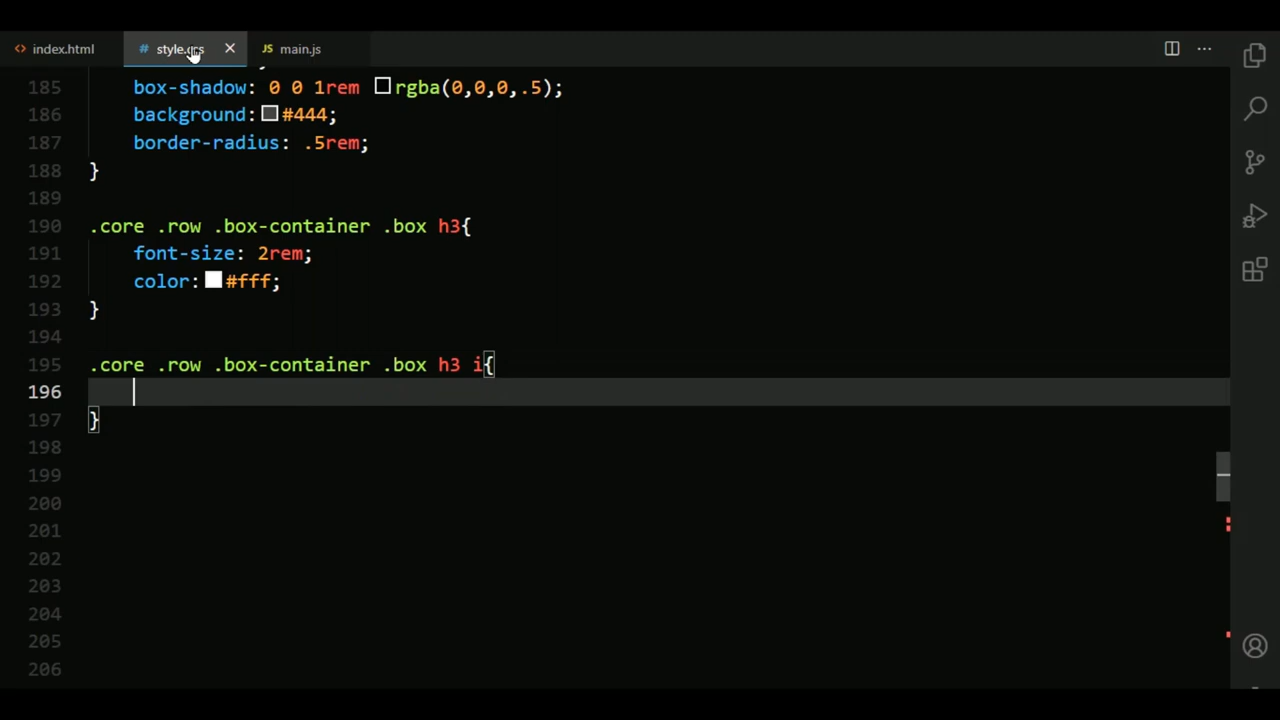 index.html style.css main.js
185 box-shadow: 0 0 1rem rgba(0,0,0,.5);
186 background: #444;
187 border-radius: .5rem;
188 }
189
190 .core .row .box-container .box h3{
191 font-size: 2rem;
192 color: #fff;
193 }
194
195 .core .row .box-container .box h3 i{
196
197 }
198
199
200
201
202
203
204
205
206